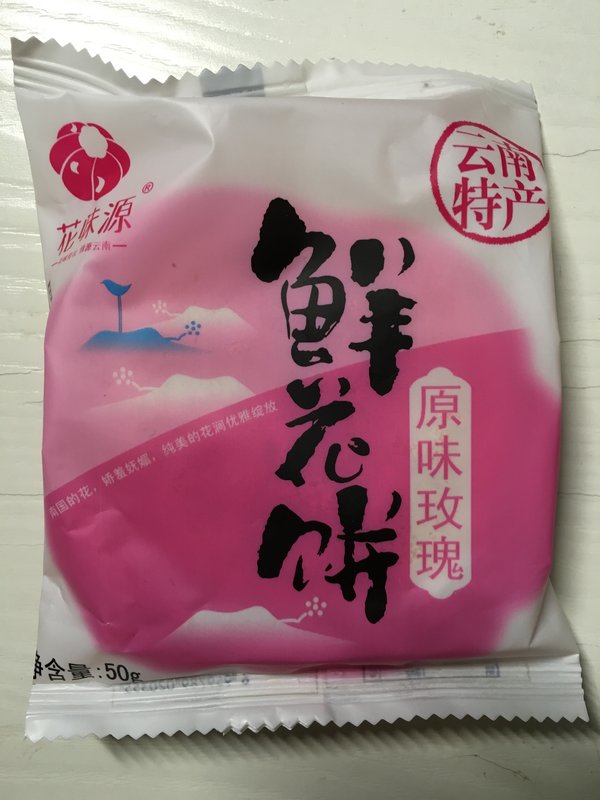 花味源
®
云南
特产
鲜花饼
原味玫瑰
南国的花，娇羞妩媚，纯美的花涧优雅绽放
净含量:50g